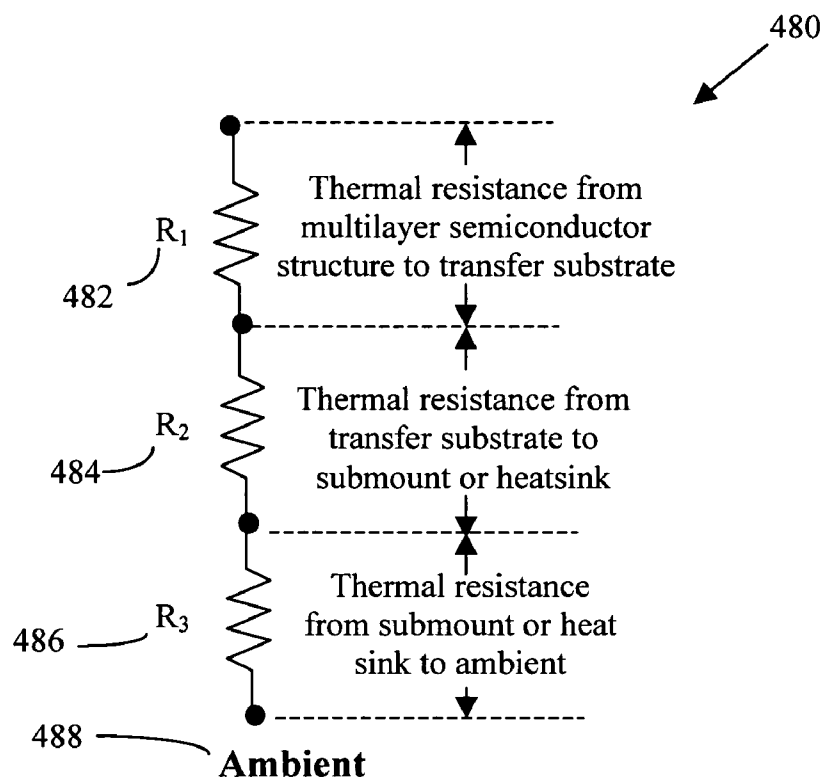 480
Thermal resistance from
multilayer semiconductor
structure to transfer substrate
R₁
482
Thermal resistance from
transfer substrate to
submount or heatsink
R₂
484
Thermal resistance
from submount or heat
sink to ambient
R₃
486
488
Ambient